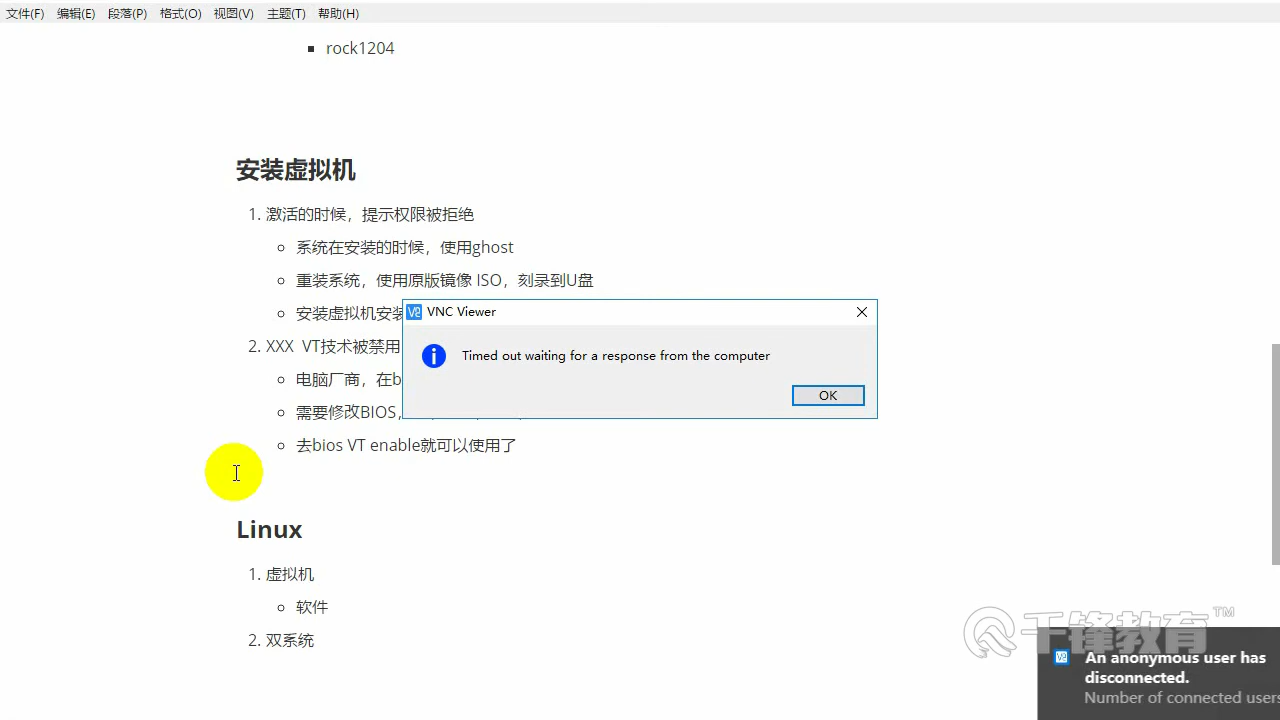 文件(F) 编辑(E) 段落(P) 格式(O) 视图(V) 主题(T) 帮助(H)
▪ rock1204
安装虚拟机
1. 激活的时候，提示权限被拒绝
○ 系统在安装的时候，使用ghost
○ 重装系统，使用原版镜像 ISO，刻录到U盘
○ 安装虚拟机安装
2. XXX VT技术被禁用
○ 电脑厂商，在b
○ 需要修改BIOS，
○ 去bios VT enable就可以使用了
VNC Viewer
Timed out waiting for a response from the computer
OK
Linux
1. 虚拟机
○ 软件
2. 双系统
千锋教育™
An anonymous user has
disconnected.
Number of connected users